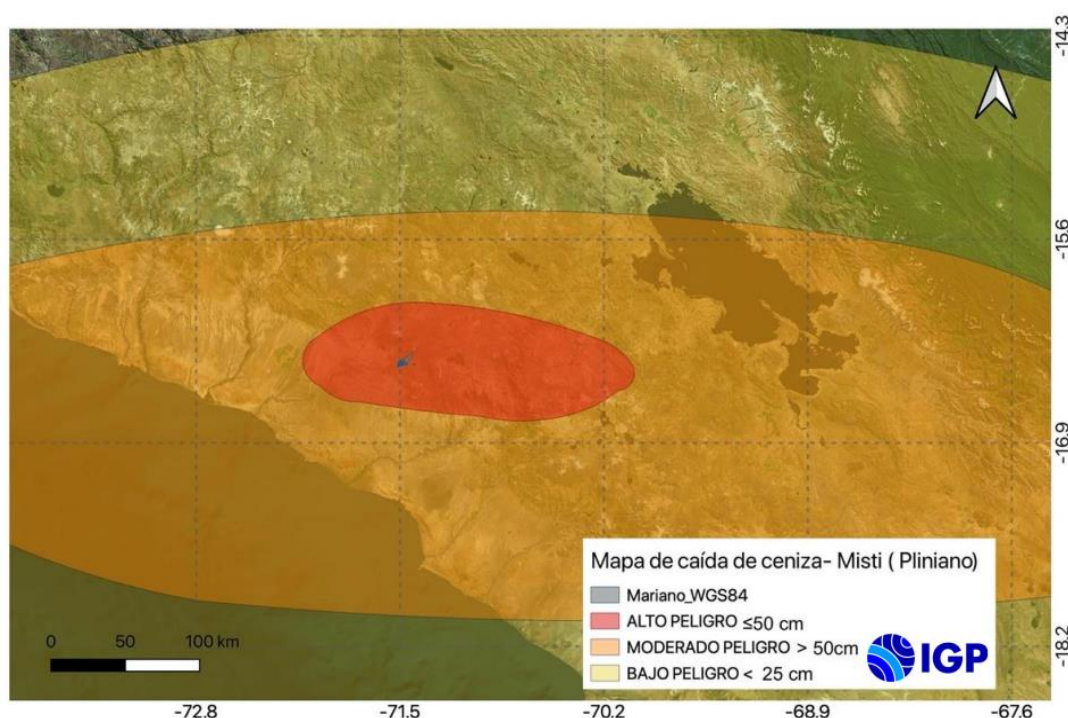 -14.3
-15.6
-16.9
-18.2
Mapa de caída de ceniza- Misti ( Pliniano)
Mariano_WGS84
ALTO PELIGRO ≤50 cm
MODERADO PELIGRO > 50cm
BAJO PELIGRO < 25 cm
IGP
0 50 100 km
-72.8 -71.5 -70.2 -68.9 -67.6